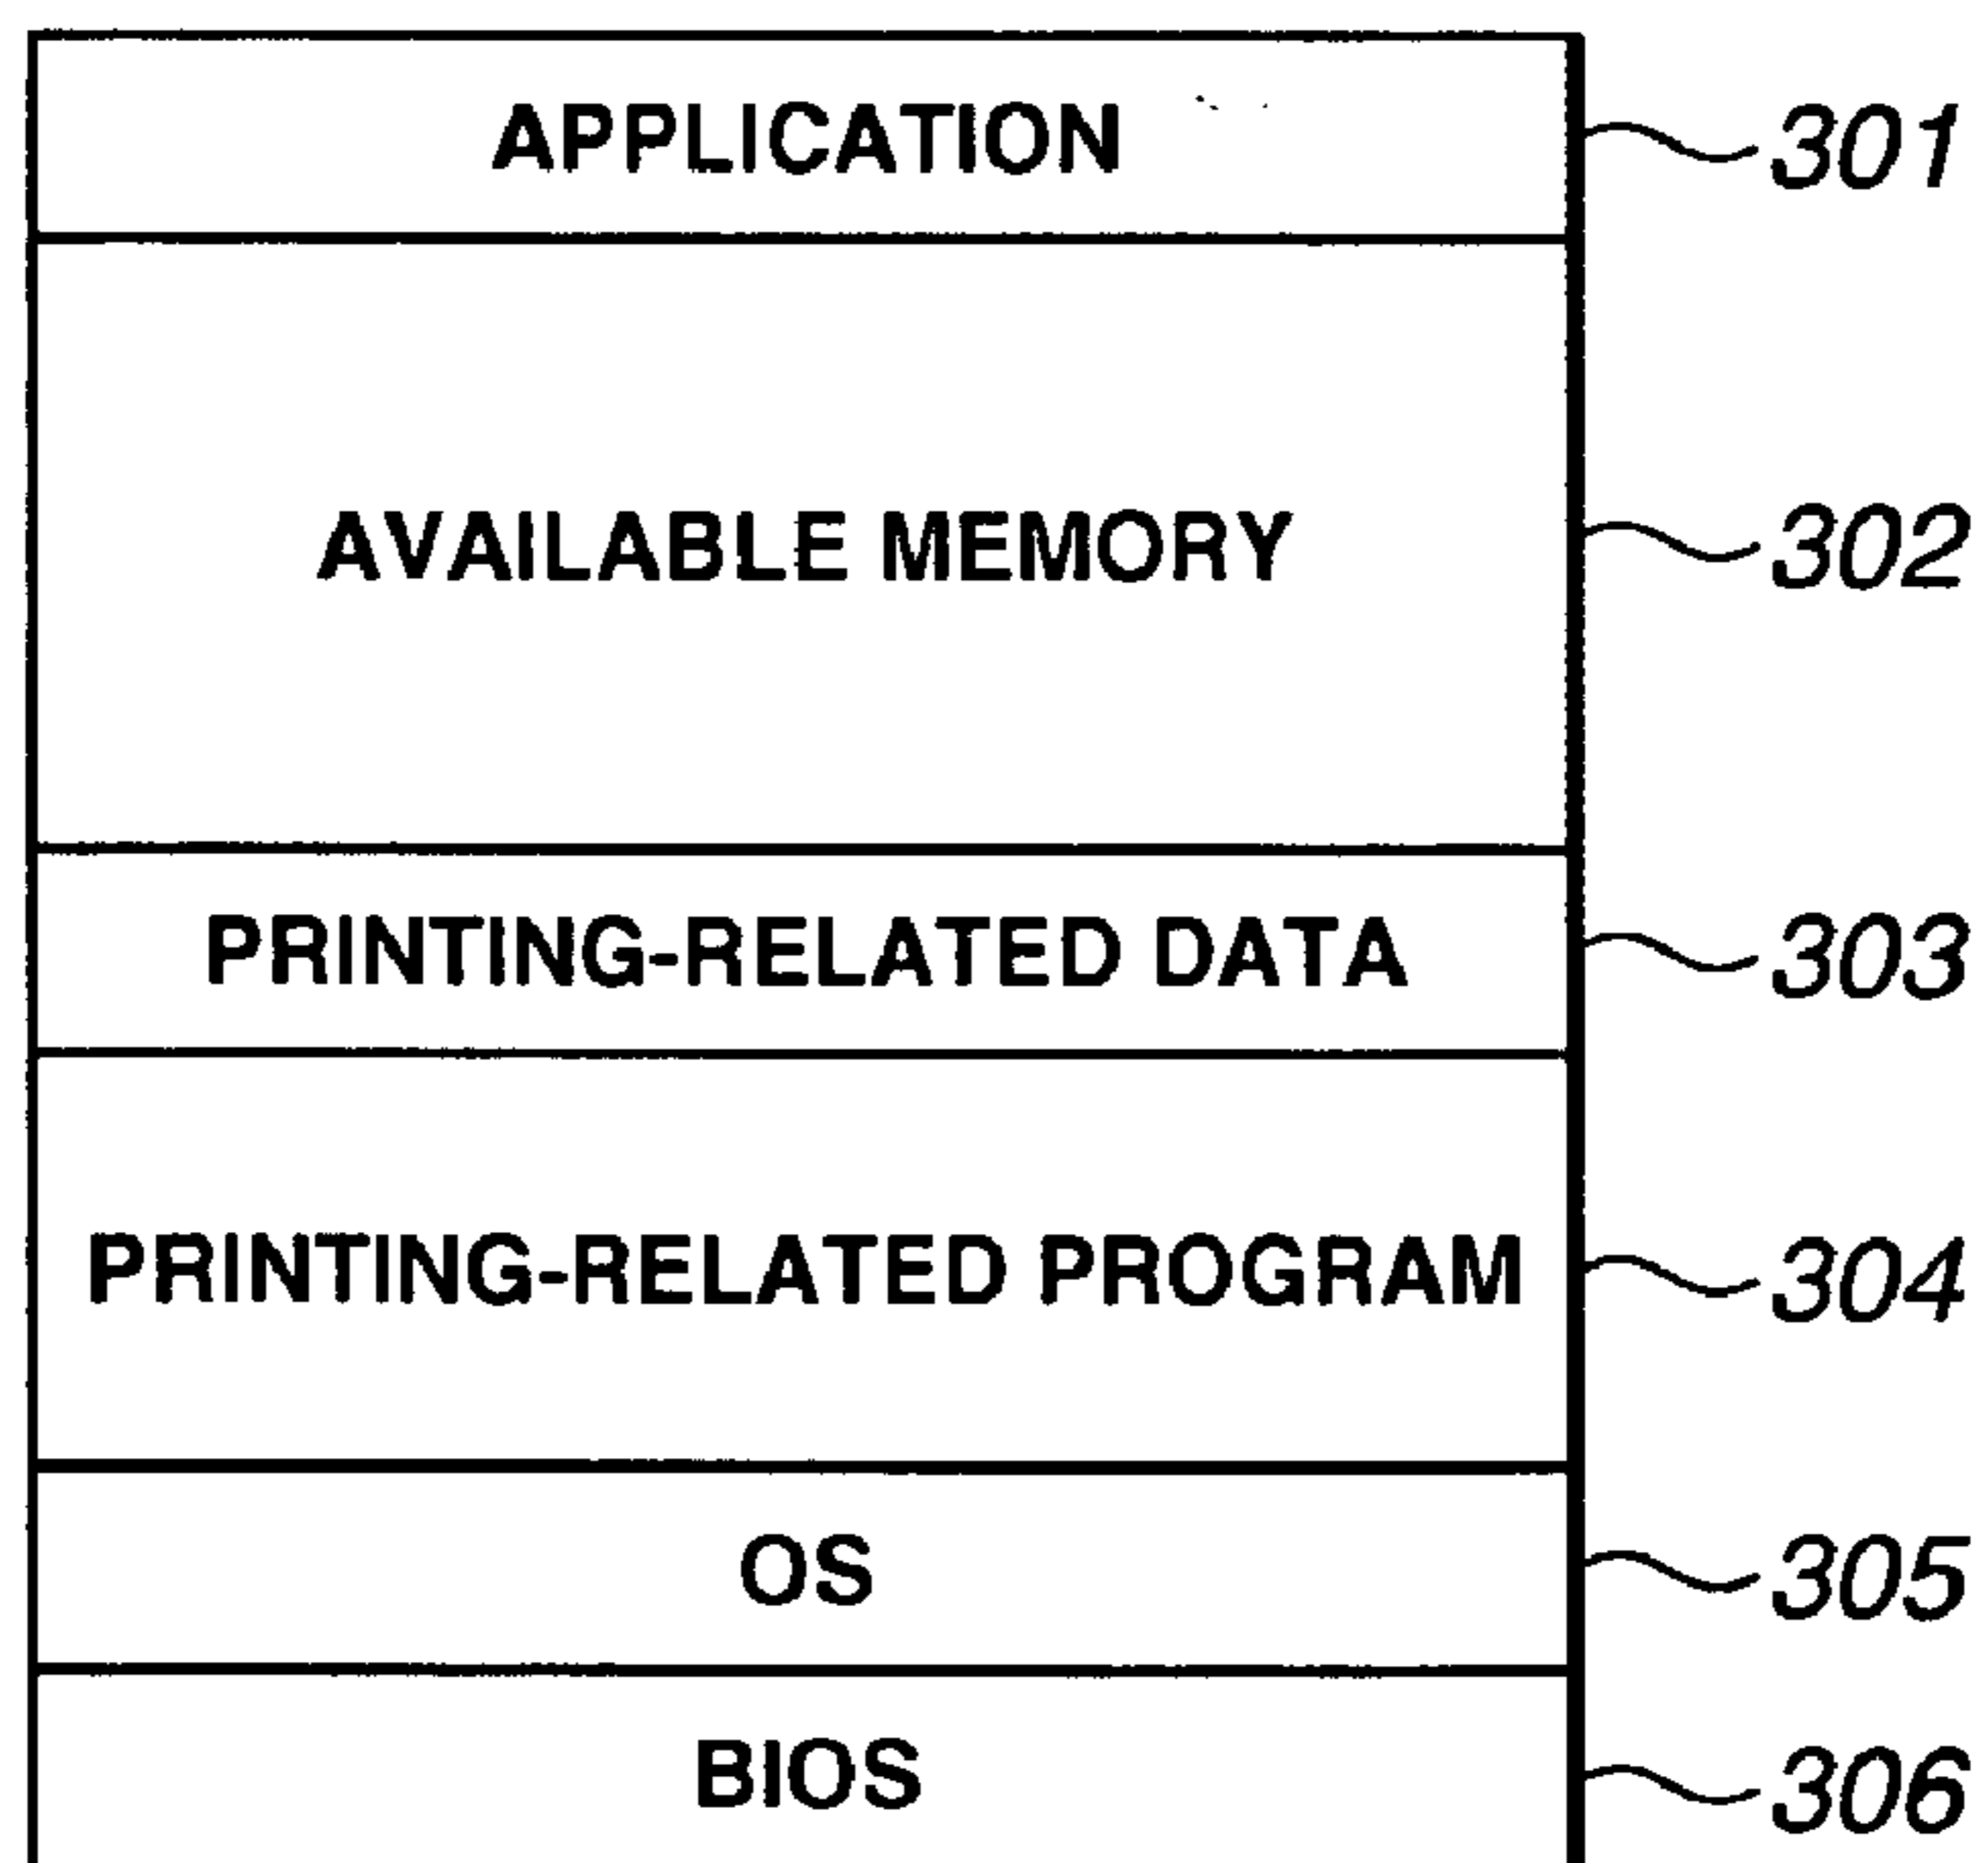 APPLICATION 301
AVAILABLE MEMORY 302
PRINTING-RELATED DATA 303
PRINTING-RELATED PROGRAM 304
OS 305
BIOS 306